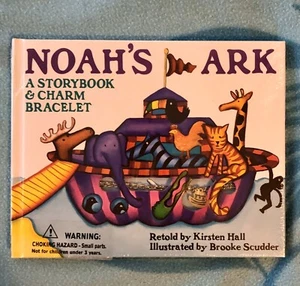 NOAH'S ARK
A STORYBOOK
& CHARM
BRACELET
WARNING:
CHOKING HAZARD - Small parts.
Not for children under 3 years.
Retold by Kirsten Hall
Illustrated by Brooke Scudder